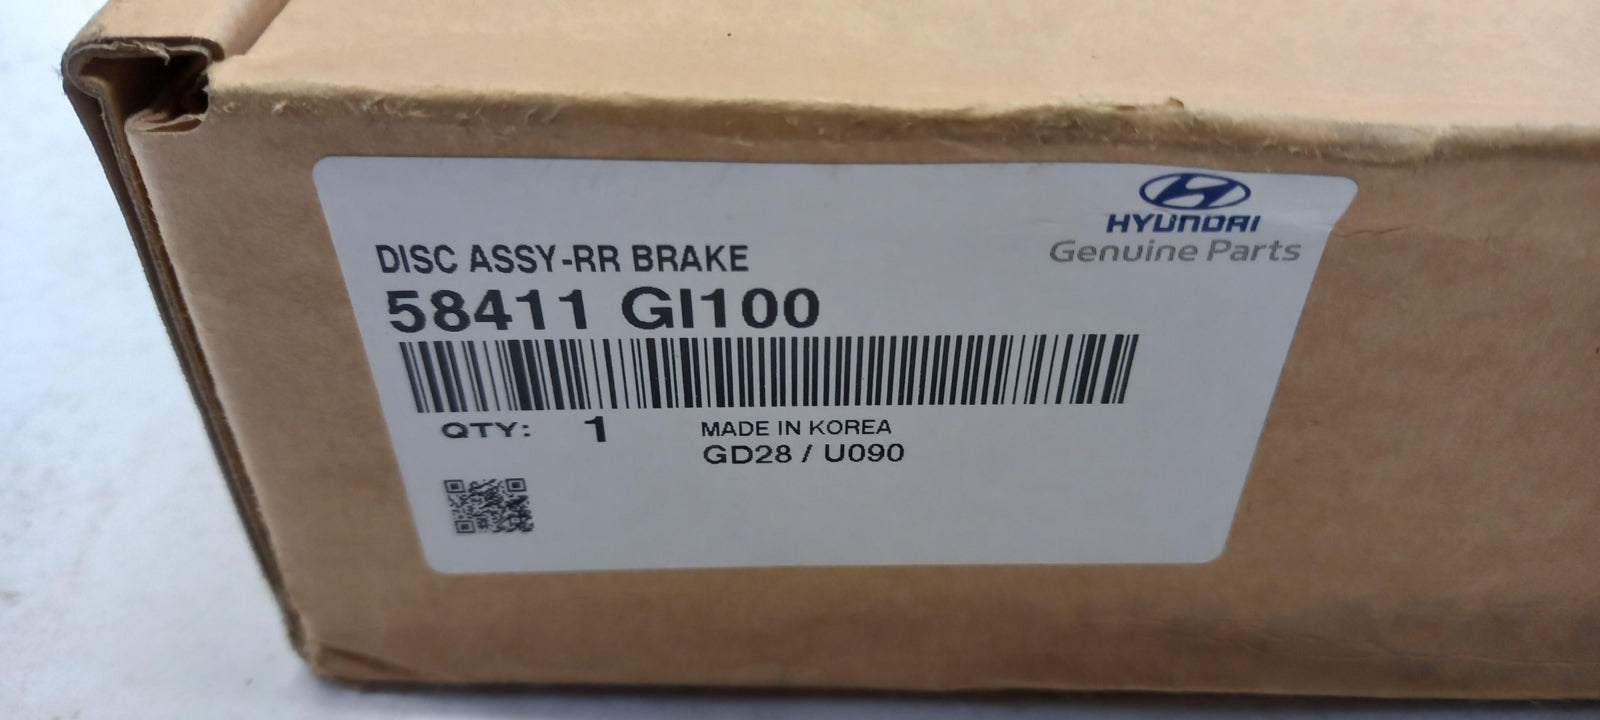 HYUNDAI
Genuine Parts
DISC ASSY-RR BRAKE
58411 GI100
QTY: 1
MADE IN KOREA
GD28 / U090